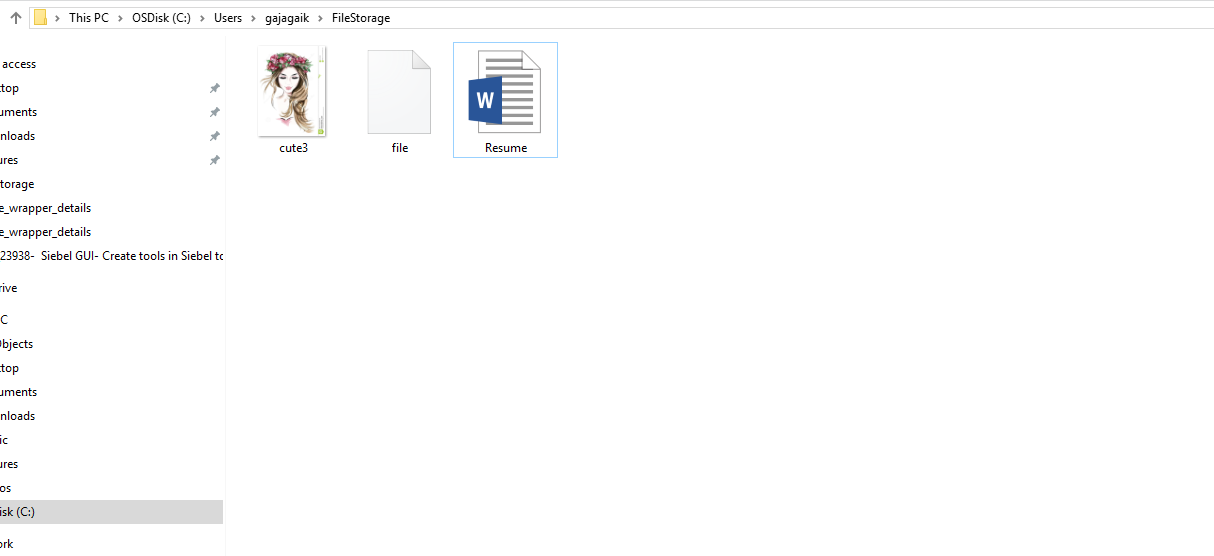 This PC > OSDisk (C:) > Users > gajagaik > FileStorage
access
top
uments
nloads
ures
torage
e_wrapper_details
e_wrapper_details
23938- Siebel GUI- Create tools in Siebel to
rive
C
Objects
ktop
uments
nloads
ic
ures
os
isk (C:)
ork
cute3
file
W
Resume